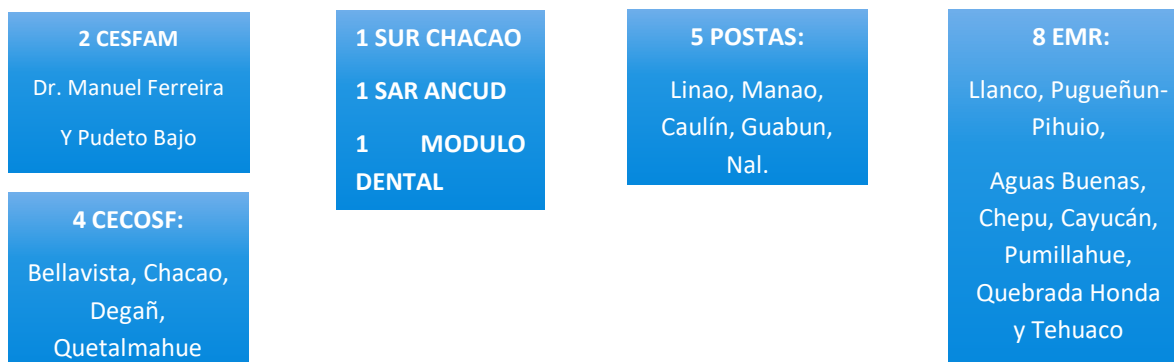 2 CESFAM
Dr. Manuel Ferreira
Y Pudeto Bajo
4 CECOSF:
Bellavista, Chacao,
Degañ,
Quetalmahue
1 SUR CHACAO
1 SAR ANCUD
1 MODULO
DENTAL
5 POSTAS:
Linao, Manao,
Caulín, Guabun,
Nal.
8 EMR:
Llanco, Pugueñun-
Pihuio,
Aguas Buenas,
Chepu, Cayucán,
Pumillahue,
Quebrada Honda
y Tehuaco